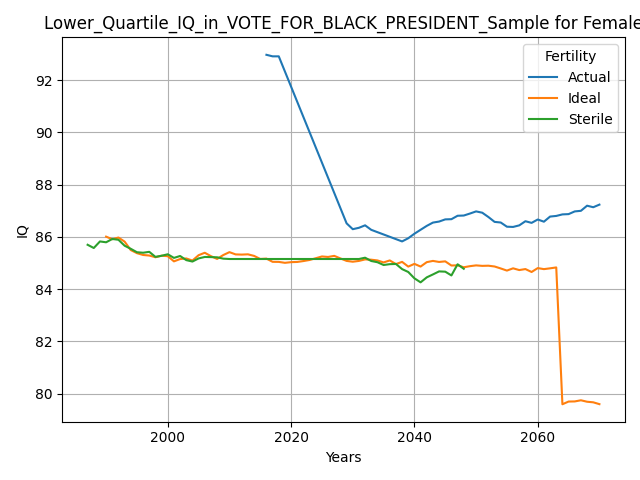 Lower_Quartile_IQ_in_VOTE_FOR_BLACK_PRESIDENT_Sample for Female
Fertility
Actual
Ideal
Sterile
92
90
88
86
84
82
80
IQ
2000
2020
2040
2060
Years